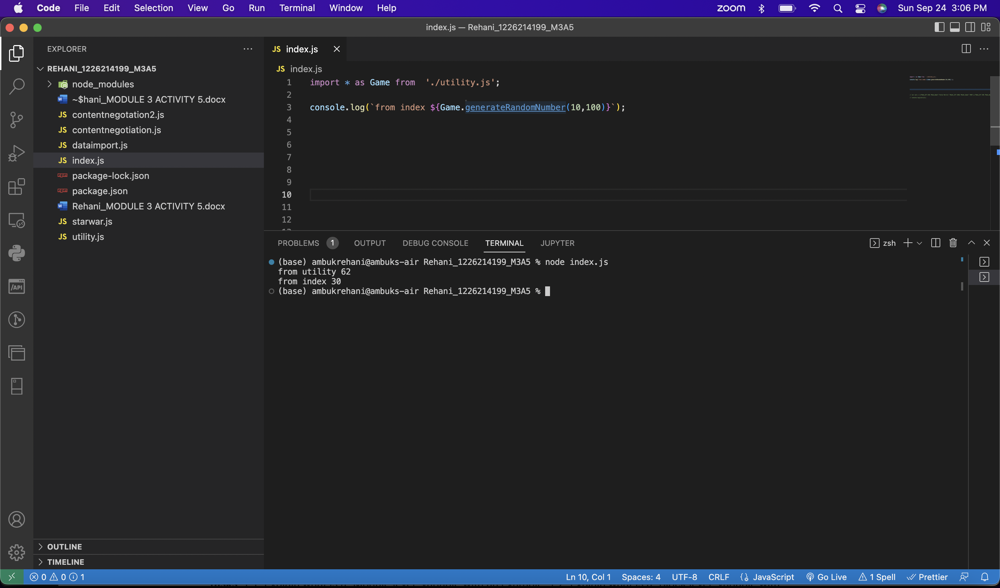 Code File Edit Selection View Go Run Terminal Window Help zoom Sun Sep 24 3:06 PM
index.js — Rehani_1226214199_M3A5
EXPLORER
REHANI_1226214199_M3A5
node_modules
~$hani_MODULE 3 ACTIVITY 5.docx
JS contentnegotation2.js
JS contentnegotiation.js
JS dataimport.js
JS index.js
package-lock.json
package.json
Rehani_MODULE 3 ACTIVITY 5.docx
JS starwar.js
JS utility.js
OUTLINE
TIMELINE
JS index.js
JS index.js
1 import * as Game from  './utility.js';
2
3 console.log(`from index ${Game.generateRandomNumber(10,100)}`);
4
5
6
7
8
9
10
11
12
PROBLEMS 1 OUTPUT DEBUG CONSOLE TERMINAL JUPYTER zsh
(base) ambukrehani@ambuks-air Rehani_1226214199_M3A5 % node index.js
from utility 62
from index 30
(base) ambukrehani@ambuks-air Rehani_1226214199_M3A5 %
/API
0 0 1 Ln 10, Col 1 Spaces: 4 UTF-8 CRLF JavaScript Go Live 1 Spell Prettier